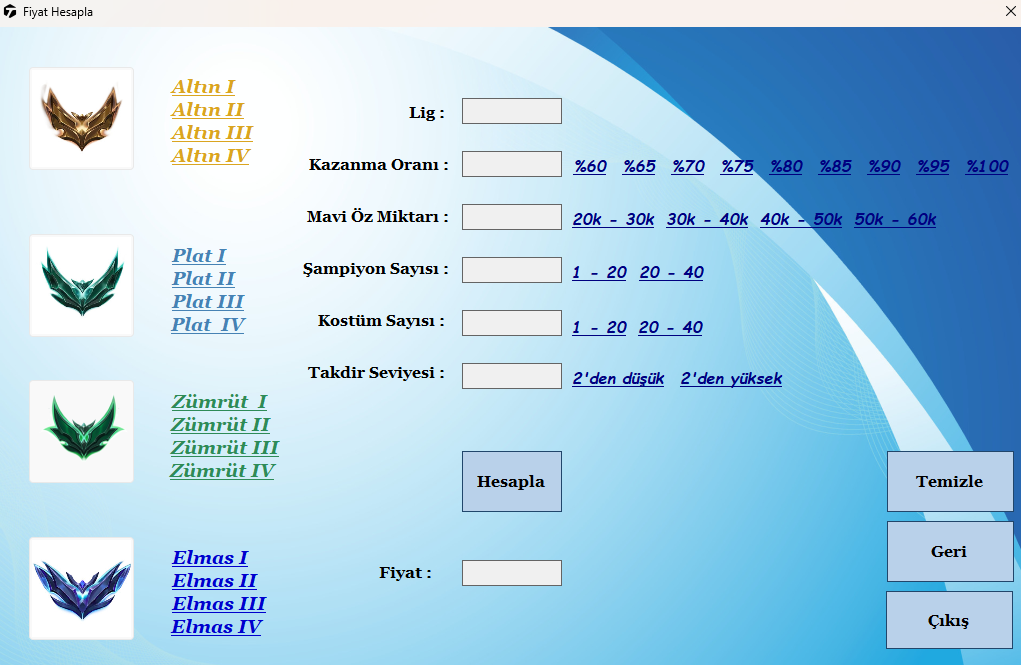 Fiyat Hesapla
Altın I
Altın II
Altın III
Altın IV
Plat I
Plat II
Plat III
Plat  IV
Zümrüt  I
Zümrüt II
Zümrüt III
Zümrüt IV
Elmas I
Elmas II
Elmas III
Elmas IV
Lig :
Kazanma Oranı : %60 %65 %70 %75 %80 %85 %90 %95 %100
Mavi Öz Miktarı : 20k - 30k 30k - 40k 40k - 50k 50k - 60k
Şampiyon Sayısı : 1 - 20 20 - 40
Kostüm Sayısı : 1 - 20 20 - 40
Takdir Seviyesi : 2'den düşük 2'den yüksek
Hesapla
Fiyat :
Temizle
Geri
Çıkış